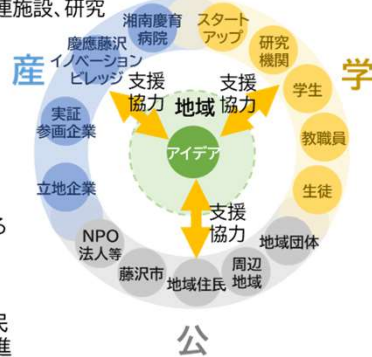 連施設、研究
湘南慶育
病院
スタート
アップ
慶應藤沢
イノベーション
ビレッジ
研究
機関
産
学
支援
協力
支援
協力
地域
学生
実証
参画企業
アイデア
教職員
立地企業
生徒
支援
協力
る
NPO
法人等
地域団体
藤沢市
地域住民
周辺
地域
民
進
公